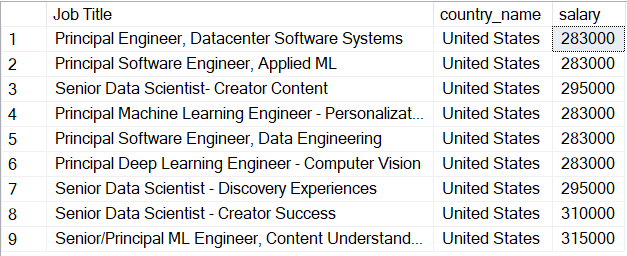 Job Title country_name salary
1 Principal Engineer, Datacenter Software Systems United States 283000
2 Principal Software Engineer, Applied ML United States 283000
3 Senior Data Scientist- Creator Content United States 295000
4 Principal Machine Learning Engineer - Personalizat... United States 283000
5 Principal Software Engineer, Data Engineering United States 283000
6 Principal Deep Learning Engineer - Computer Vision United States 283000
7 Senior Data Scientist - Discovery Experiences United States 295000
8 Senior Data Scientist - Creator Success United States 310000
9 Senior/Principal ML Engineer, Content Understand... United States 315000